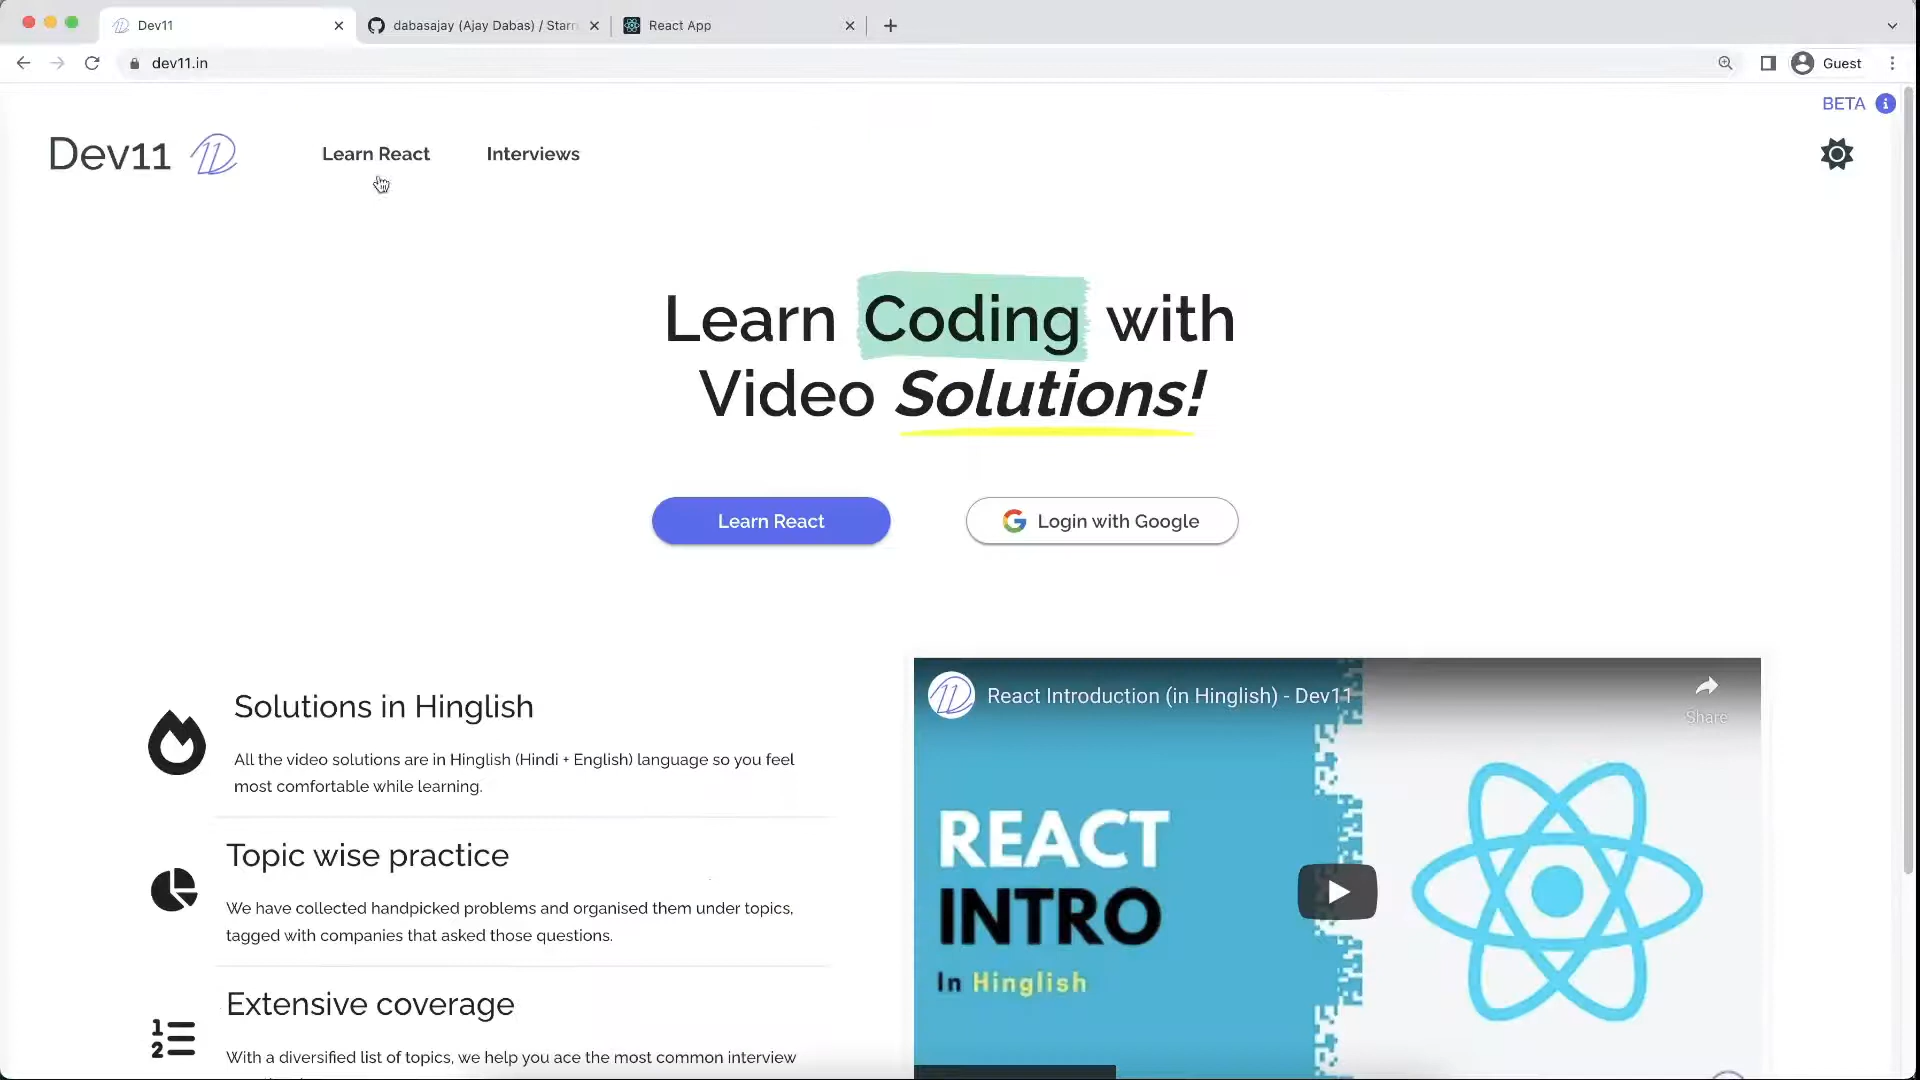 Dev11
dabasajay (Ajay Dabas) / Starr
React App
dev11.in
Guest
BETA
Dev11
Learn React
Interviews
Learn Coding with
Video Solutions!
Learn React
Login with Google
Solutions in Hinglish
All the video solutions are in Hinglish (Hindi + English) language so you feel
most comfortable while learning.
Topic wise practice
We have collected handpicked problems and organised them under topics,
tagged with companies that asked those questions.
1
2
Extensive coverage
With a diversified list of topics, we help you ace the most common interview
React Introduction (in Hinglish) - Dev11
Share
REACT
INTRO
In Hinglish